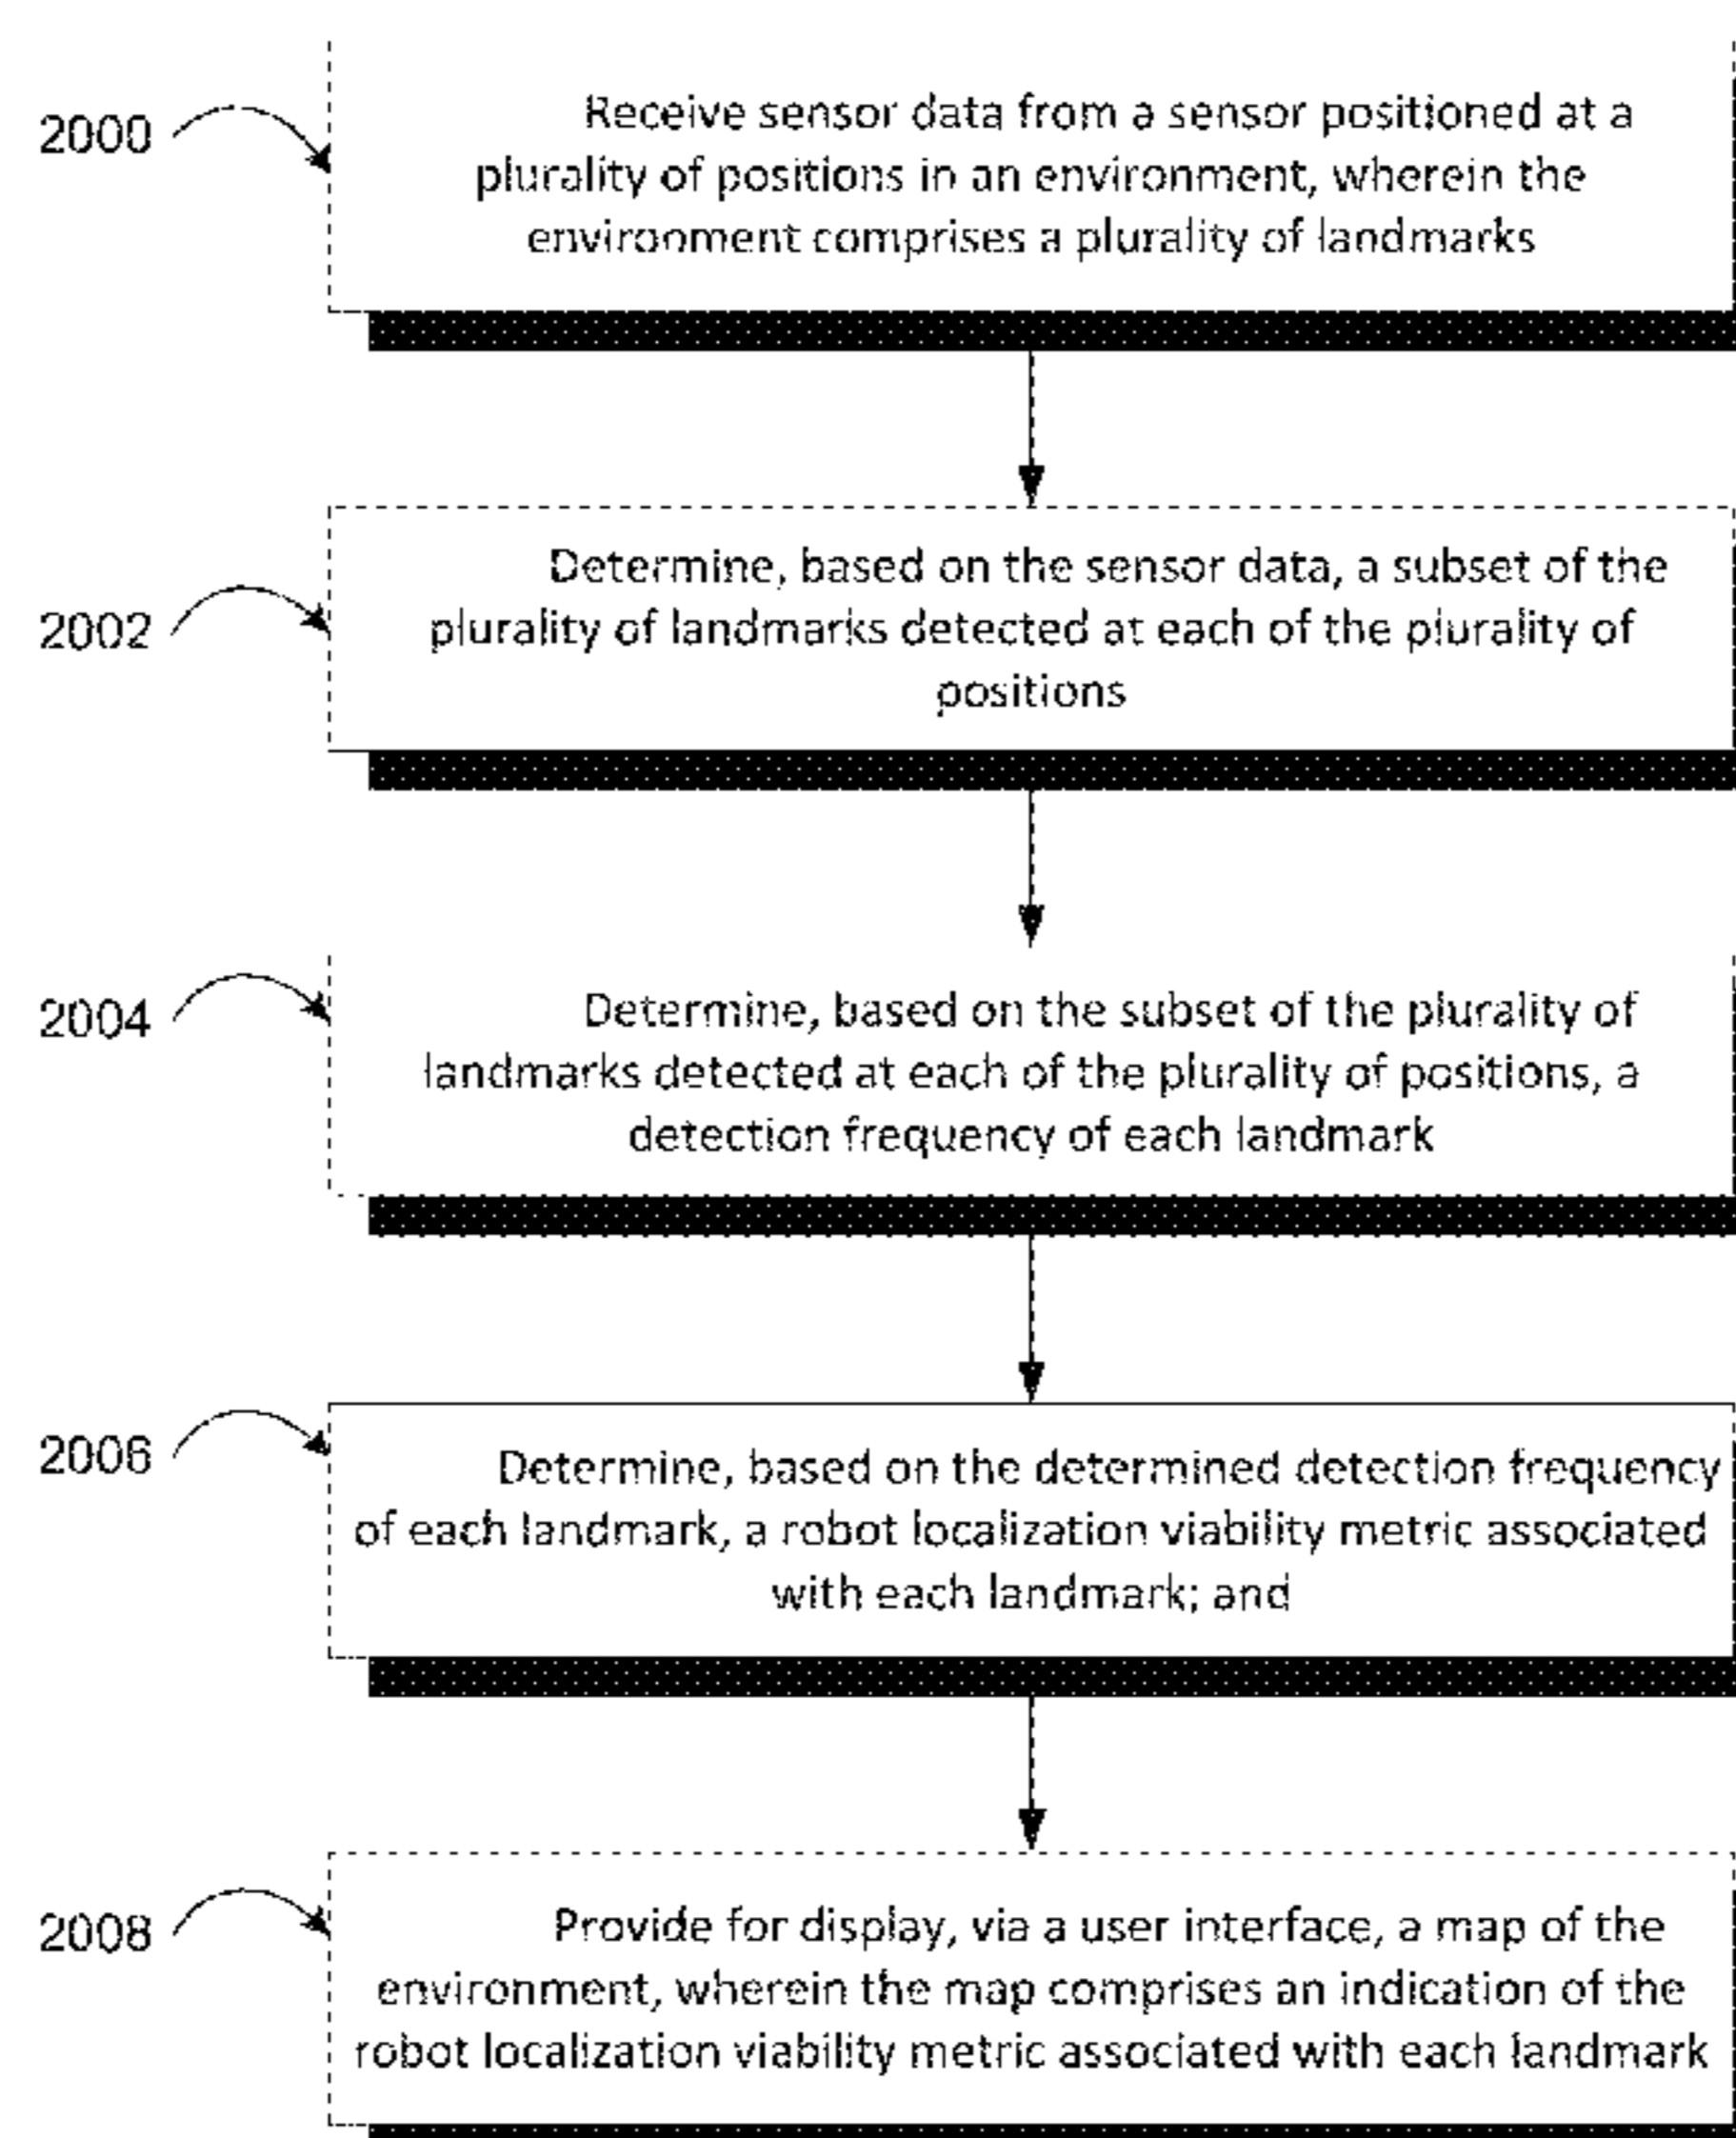 2000
Receive sensor data from a sensor positioned at a
plurality of positions in an environment, wherein the
environment comprises a plurality of landmarks
2002
Determine, based on the sensor data, a subset of the
plurality of landmarks detected at each of the plurality of
positions
2004
Determine, based on the subset of the plurality of
landmarks detected at each of the plurality of positions, a
detection frequency of each landmark
2006
Determine, based on the determined detection frequency
of each landmark, a robot localization viability metric associated
with each landmark; and
2008
Provide for display, via a user interface, a map of the
environment, wherein the map comprises an indication of the
robot localization viability metric associated with each landmark